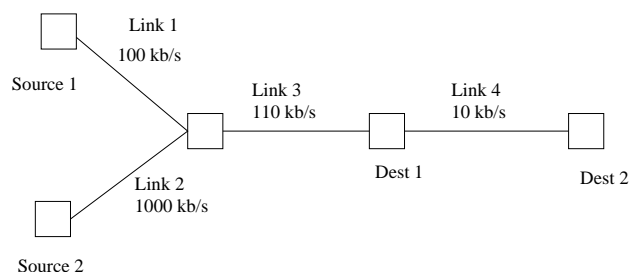 Link 1
100 kb/s
Source 1
Link 3
110 kb/s
Link 4
10 kb/s
Dest 1
Dest 2
Link 2
1000 kb/s
Source 2